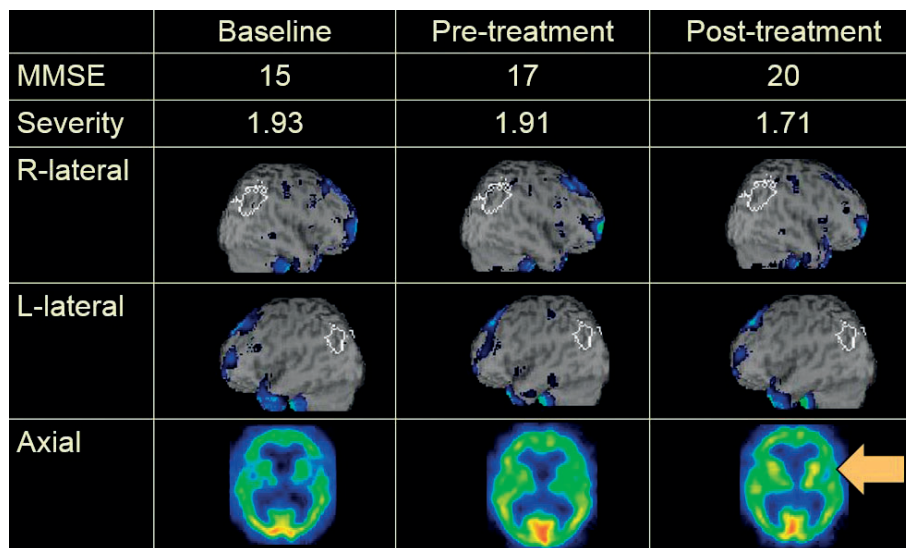 Baseline Pre-treatment Post-treatment
MMSE 15 17 20
Severity 1.93 1.91 1.71
R-lateral
L-lateral
Axial